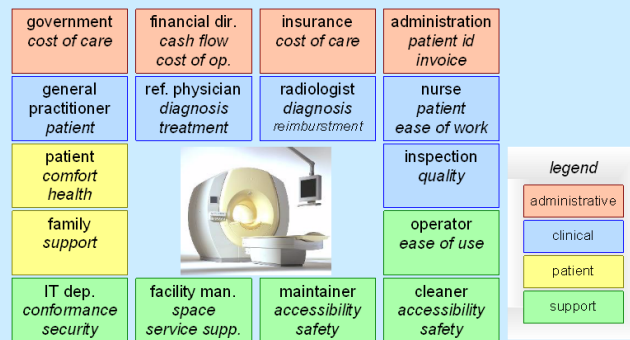 government
cost of care
financial dir.
cash flow
cost of op.
insurance
cost of care
administration
patient id
invoice
general
practitioner
patient
ref. physician
diagnosis
treatment
radiologist
diagnosis
reimburstment
nurse
patient
ease of work
patient
comfort
health
inspection
quality
family
support
operator
ease of use
IT dep.
conformance
security
facility man.
space
service supp.
maintainer
accessibility
safety
cleaner
accessibility
safety
legend
administrative
clinical
patient
support